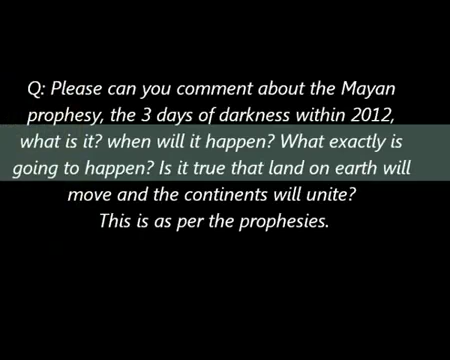 Q: Please can you comment about the Mayan
prophesy, the 3 days of darkness within 2012,
what is it? when will it happen? What exactly is
going to happen? Is it true that land on earth will
move and the continents will unite?
This is as per the prophesies.